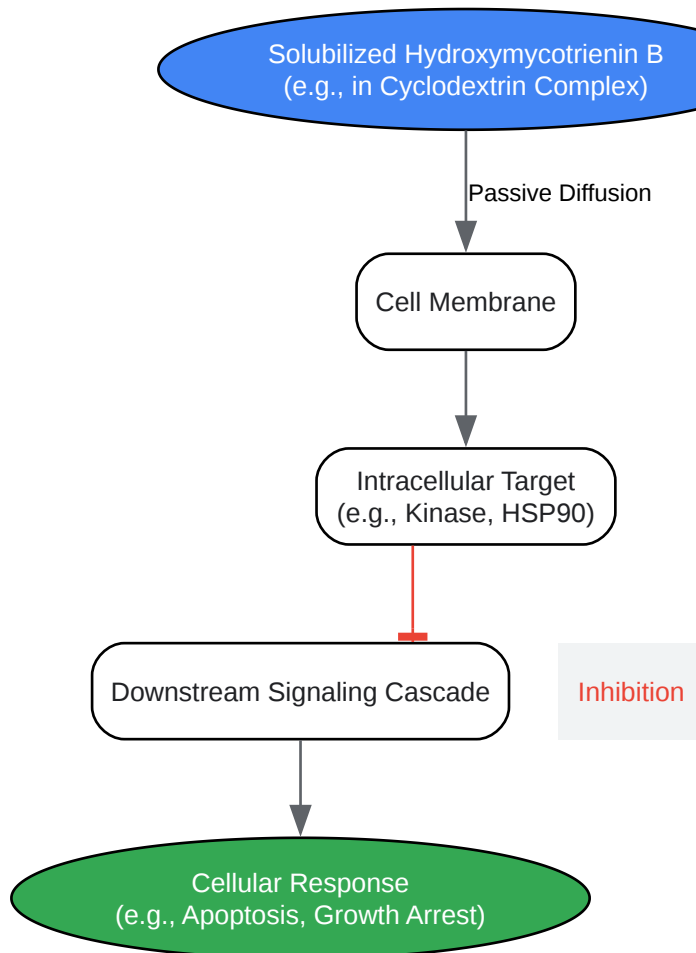 Solubilized Hydroxymycotrienin B
(e.g., in Cyclodextrin Complex)
Passive Diffusion
Cell Membrane
Intracellular Target
(e.g., Kinase, HSP90)
Downstream Signaling Cascade
Inhibition
Cellular Response
(e.g., Apoptosis, Growth Arrest)